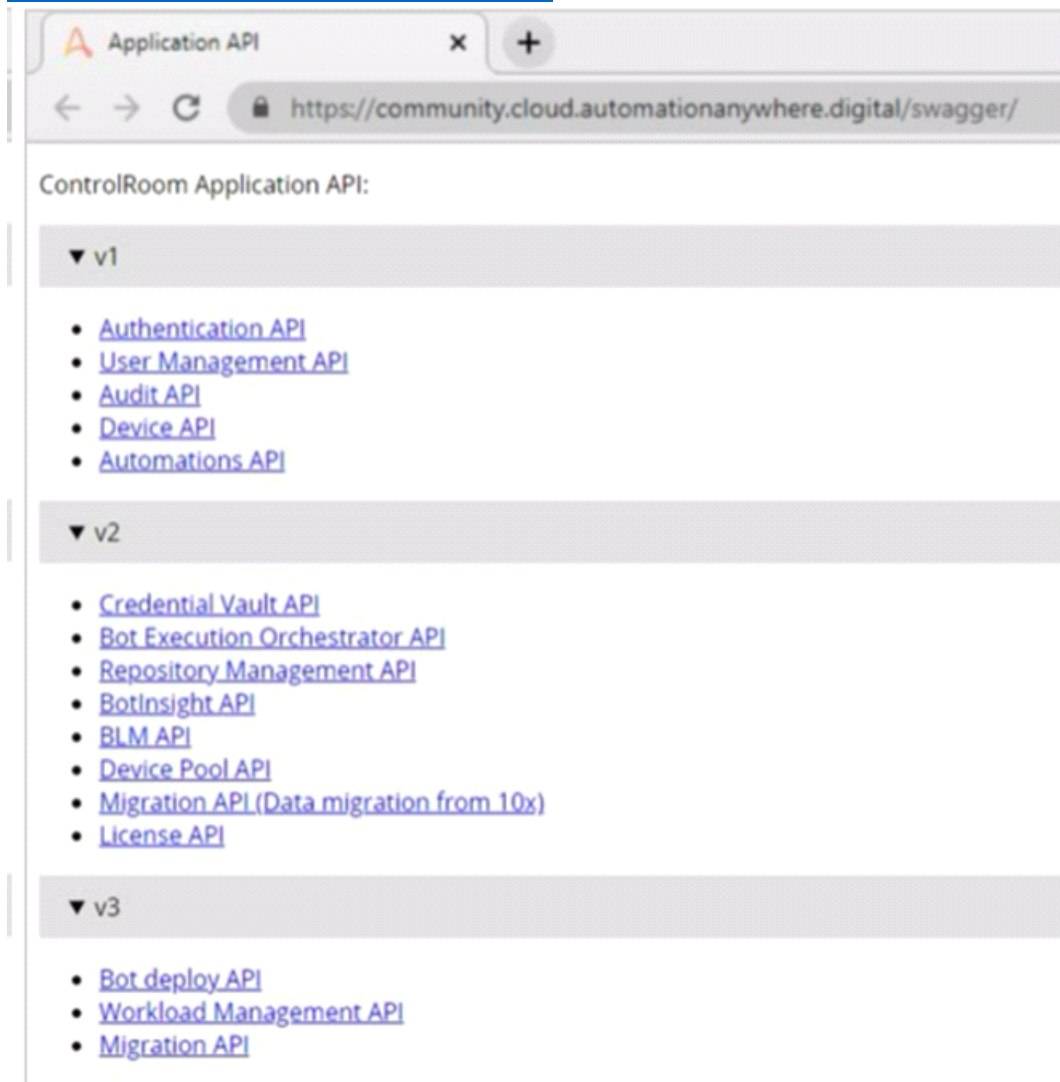 Application API
https://community.cloud.automationanywhere.digital/swagger/
ControlRoom Application API:
v1
Authentication API
User Management API
Audit API
Device API
Automations API
v2
Credential Vault API
Bot Execution Orchestrator API
Repository Management API
BotInsight API
BLM API
Device Pool API
Migration API (Data migration from 10x)
License API
v3
Bot deploy API
Workload Management API
Migration API